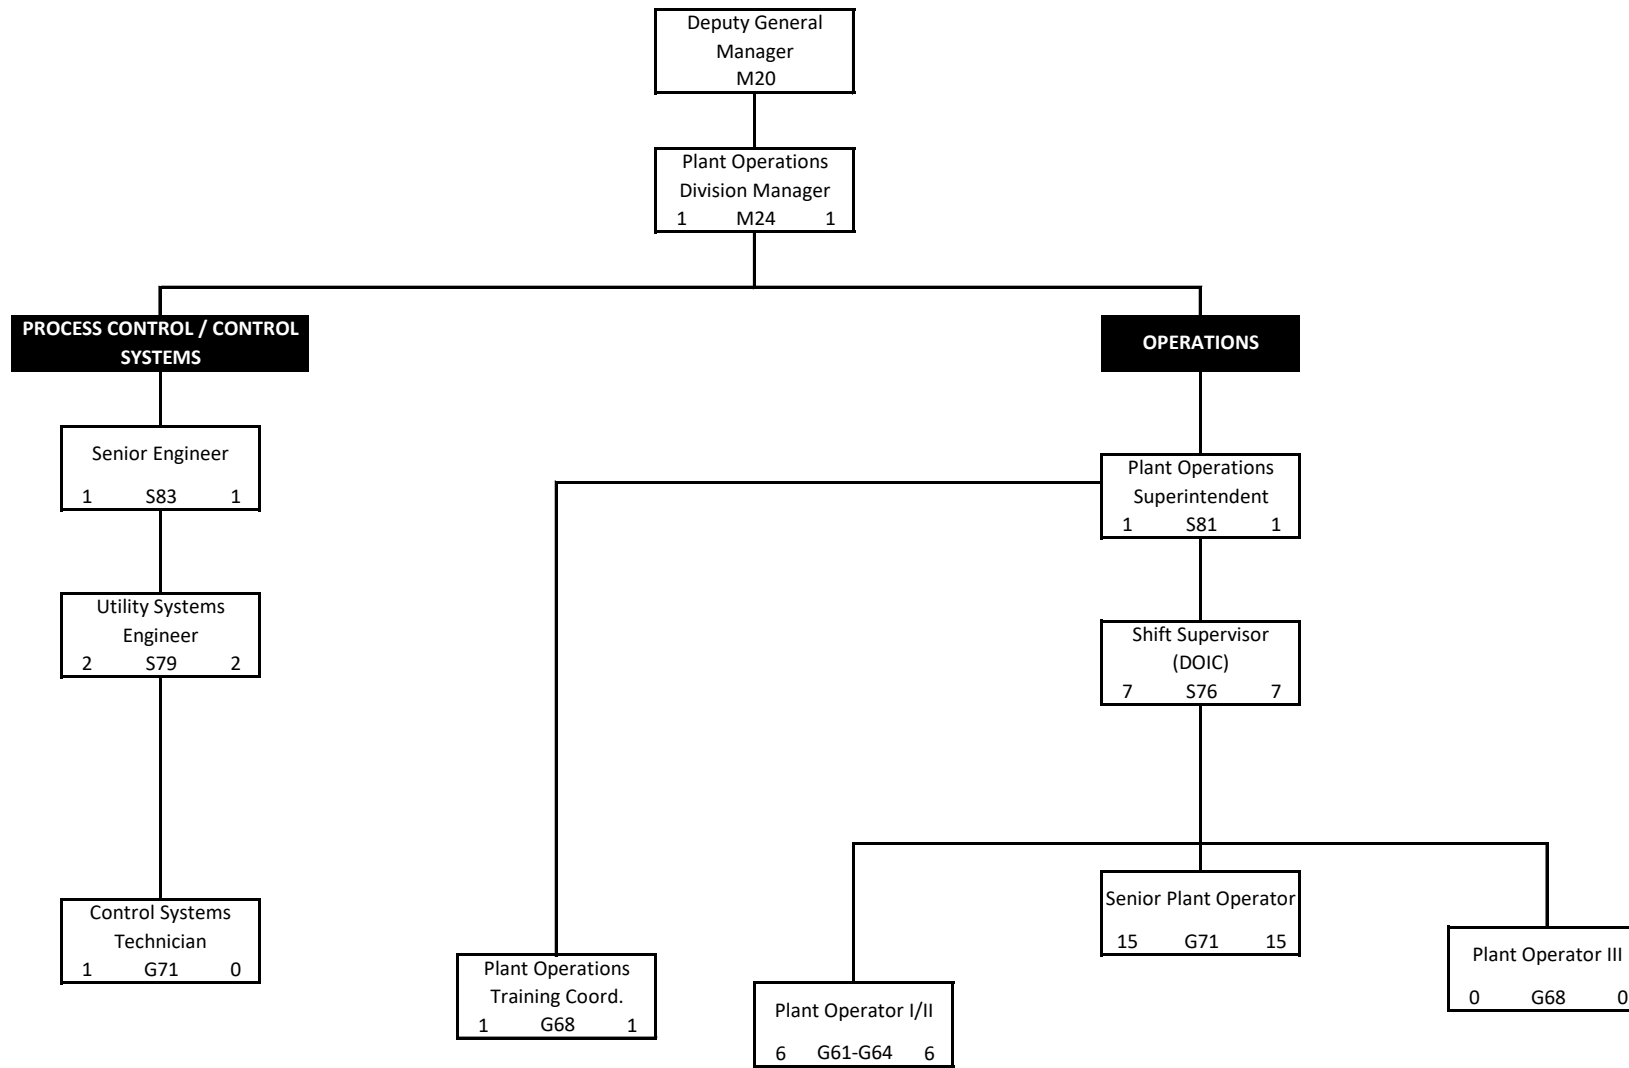 Deputy General
Manager
M20
Plant Operations
Division Manager
1 M24 1
PROCESS CONTROL / CONTROL
SYSTEMS
OPERATIONS
Senior Engineer
1 S83 1
Plant Operations
Superintendent
1 S81 1
Utility Systems
Engineer
2 S79 2
Shift Supervisor
(DOIC)
7 S76 7
Control Systems
Technician
1 G71 0
Plant Operations
Training Coord.
1 G68 1
Plant Operator I/II
6 G61-G64 6
Senior Plant Operator
15 G71 15
Plant Operator III
0 G68 0